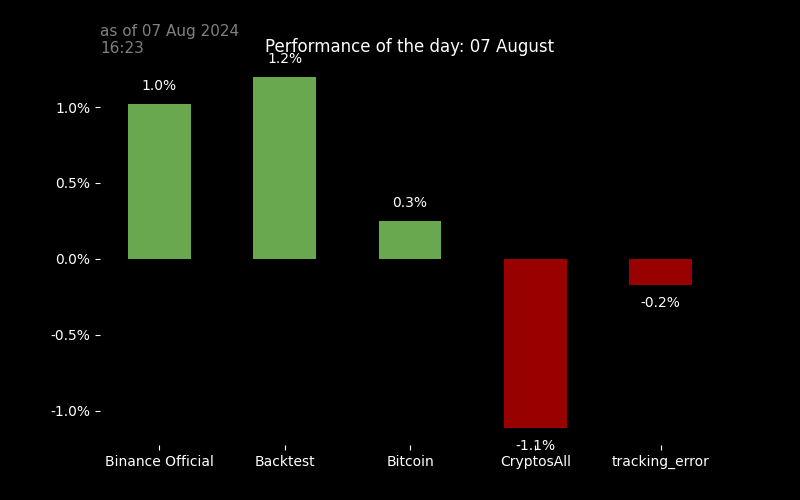 as of 07 Aug 2024
16:23
Performance of the day: 07 August
1.0%
1.2%
0.3%
-1.1%
-0.2%
1.0%
0.5%
0.0%
-0.5%
-1.0%
Binance Official
Backtest
Bitcoin
CryptosAll
tracking_error